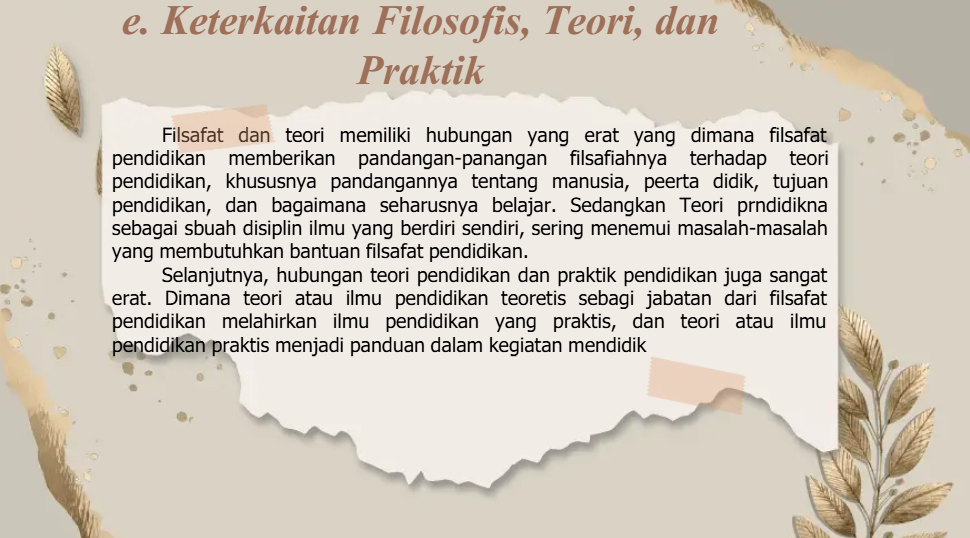 e. Keterkaitan Filosofis, Teori, dan
Praktik
Filsafat dan teori memiliki hubungan yang erat yang dimana filsafat
pendidikan memberikan pandangan-panangan filsafiahnya terhadap teori
pendidikan, khususnya pandangannya tentang manusia, peerta didik, tujuan
pendidikan, dan bagaimana seharusnya belajar. Sedangkan Teori prndidikna
sebagai sbuah disiplin ilmu yang berdiri sendiri, sering menemui masalah-masalah
yang membutuhkan bantuan filsafat pendidikan.
Selanjutnya, hubungan teori pendidikan dan praktik pendidikan juga sangat
erat. Dimana teori atau ilmu pendidikan teoretis sebagi jabatan dari filsafat
pendidikan melahirkan ilmu pendidikan yang praktis, dan teori atau ilmu
pendidikan praktis menjadi panduan dalam kegiatan mendidik